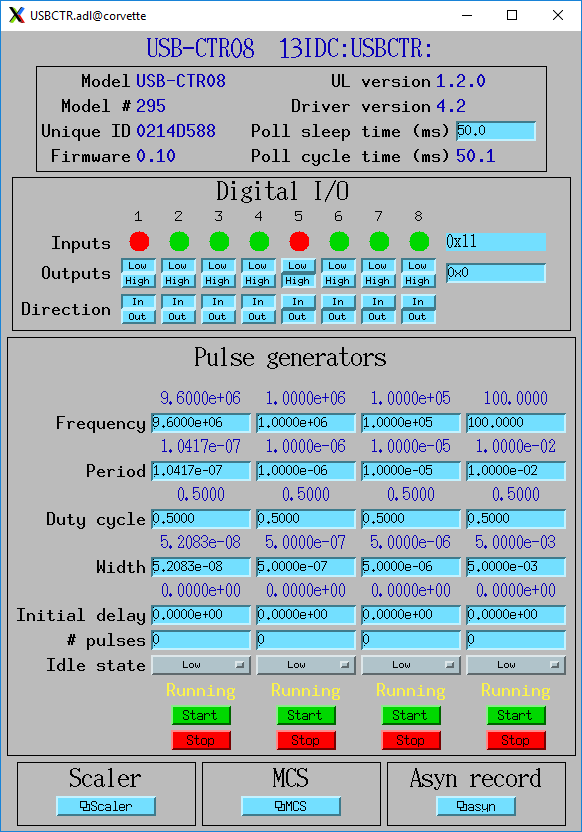 USBCTR.adl@corvette
USB-CTR08 13IDC:USBCTR:
Model USB-CTR08 UL version 1.2.0
Model # 295 Driver version 4.2
Unique ID 0214D588 Poll sleep time (ms) 50.0
Firmware 0.10 Poll cycle time (ms) 50.1
Digital I/O
1 2 3 4 5 6 7 8
Inputs 0x11
Outputs Low Low Low Low Low Low Low Low 0x0
High High High High High High High High
Direction In In In In In In In In
Out Out Out Out Out Out Out Out
Pulse generators
9.6000e+06 1.0000e+06 1.0000e+05 100.0000
Frequency 9.6000e+06 1.0000e+06 1.0000e+05 100.0000
1.0417e-07 1.0000e-06 1.0000e-05 1.0000e-02
Period 1.0417e-07 1.0000e-06 1.0000e-05 1.0000e-02
0.5000 0.5000 0.5000 0.5000
Duty cycle 0.5000 0.5000 0.5000 0.5000
5.2083e-08 5.0000e-07 5.0000e-06 5.0000e-03
Width 5.2083e-08 5.0000e-07 5.0000e-06 5.0000e-03
0.0000e+00 0.0000e+00 0.0000e+00 0.0000e+00
Initial delay 0.0000e+00 0.0000e+00 0.0000e+00 0.0000e+00
# pulses 0 0 0 0
Idle state Low Low Low Low
Running Running Running Running
Start Start Start Start
Stop Stop Stop Stop
Scaler MCS Asyn record
Scaler MCS asyn